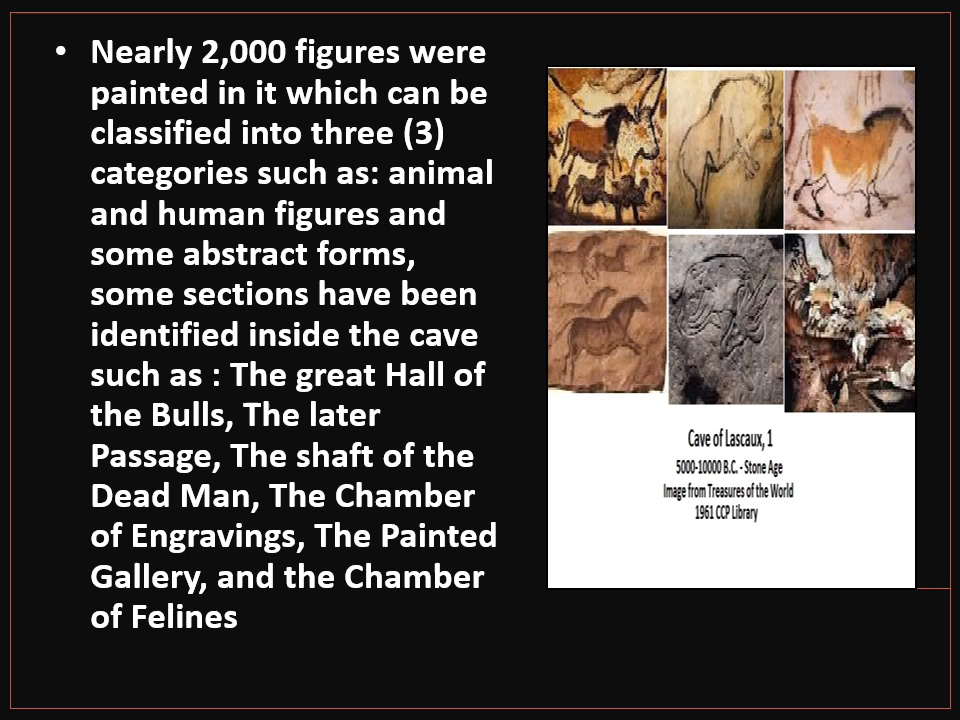 • Nearly 2,000 figures were
painted in it which can be
classified into three (3)
categories such as: animal
and human figures and
some abstract forms,
some sections have been
identified inside the cave
such as : The great Hall of
the Bulls, The later
Passage, The shaft of the
Dead Man, The Chamber
of Engravings, The Painted
Gallery, and the Chamber
of Felines
Cave of Lascaux, 1
5000-10000 B.C. - Stone Age
Image from Treasures of the World
1961 CCP Library